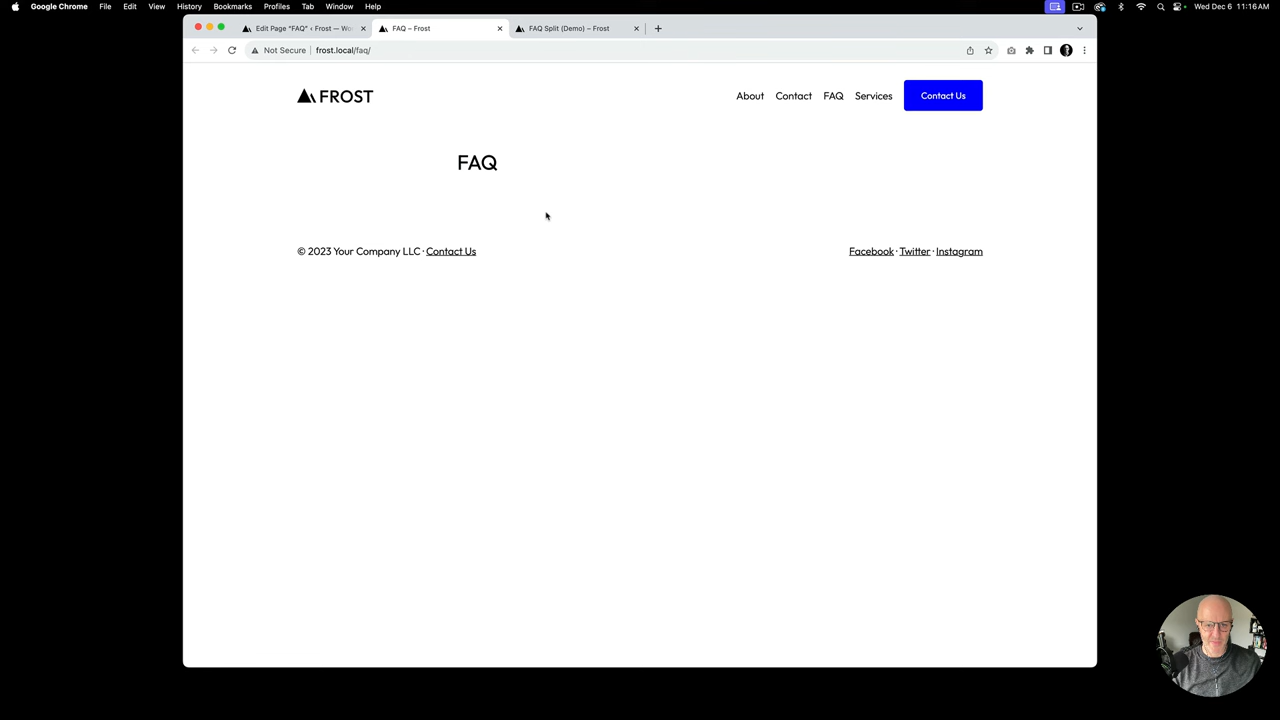 Google Chrome File Edit View History Bookmarks Profiles Tab Window Help Wed Dec 6 11:16 AM
Edit Page "FAQ" ‹ Frost — Wo
FAQ – Frost
FAQ Split (Demo) – Frost
Not Secure frost.local/faq/
FROST
About Contact FAQ Services Contact Us
FAQ
© 2023 Your Company LLC · Contact Us
Facebook · Twitter · Instagram